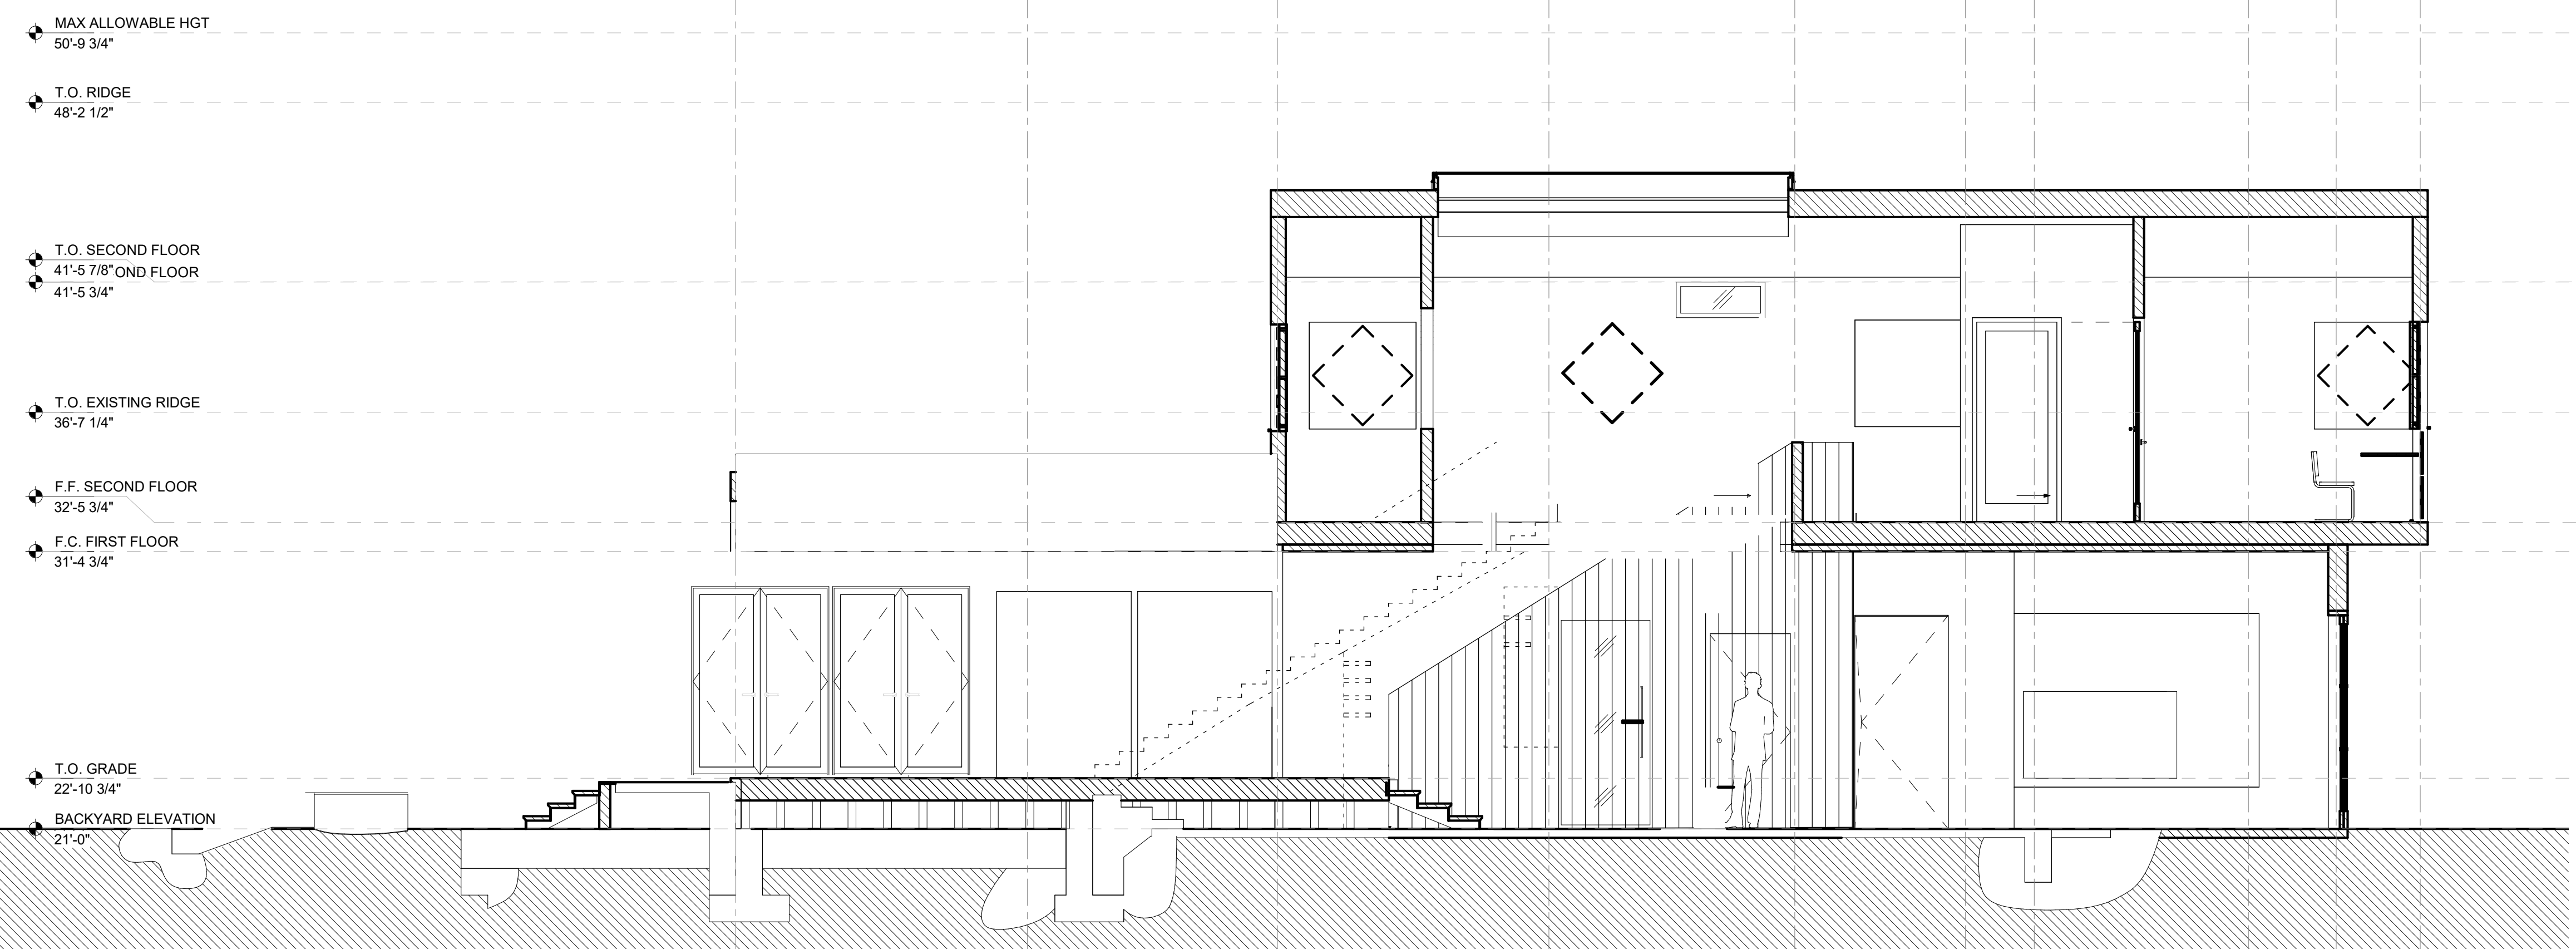 MAX ALLOWABLE HGT
50'-9 3/4"
T.O. RIDGE
48'-2 1/2"
T.O. SECOND FLOOR
41'-5 7/8" OND FLOOR
41'-5 3/4"
T.O. EXISTING RIDGE
36'-7 1/4"
F.F. SECOND FLOOR
32'-5 3/4"
F.C. FIRST FLOOR
31'-4 3/4"
T.O. GRADE
22'-10 3/4"
BACKYARD ELEVATION
21'-0"